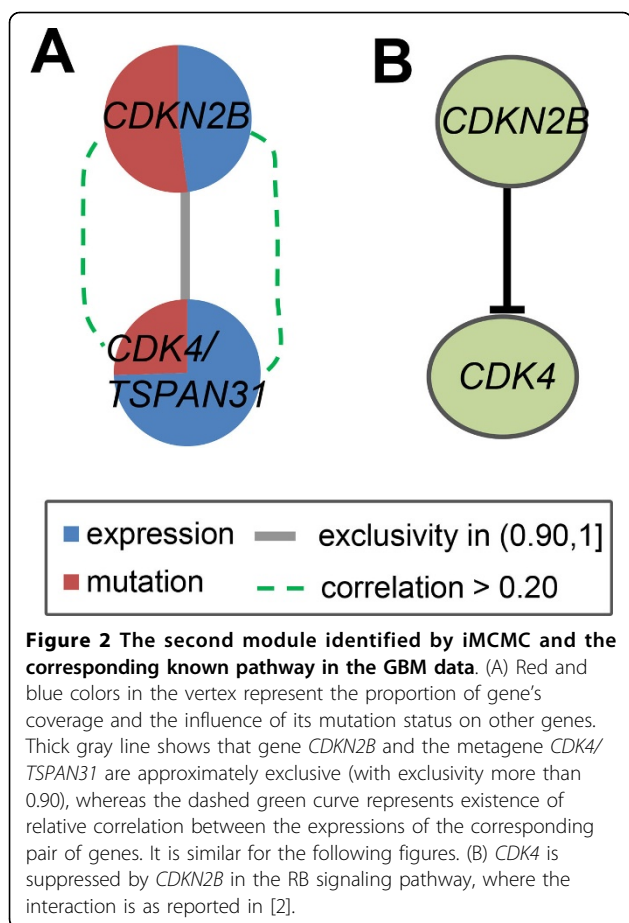 A
B
CDKN2B
CDKN2B
CDK4/
TSPAN31
CDK4
expression
exclusivity in (0.90,1]
mutation
correlation > 0.20
Figure 2 The second module identified by iMCMC and the
corresponding known pathway in the GBM data. (A) Red and
blue colors in the vertex represent the proportion of gene's
coverage and the influence of its mutation status on other genes.
Thick gray line shows that gene CDKN2B and the metagene CDK4/
TSPAN31 are approximately exclusive (with exclusivity more than
0.90), whereas the dashed green curve represents existence of
relative correlation between the expressions of the corresponding
pair of genes. It is similar for the following figures. (B) CDK4 is
suppressed by CDKN2B in the RB signaling pathway, where the
interaction is as reported in [2].